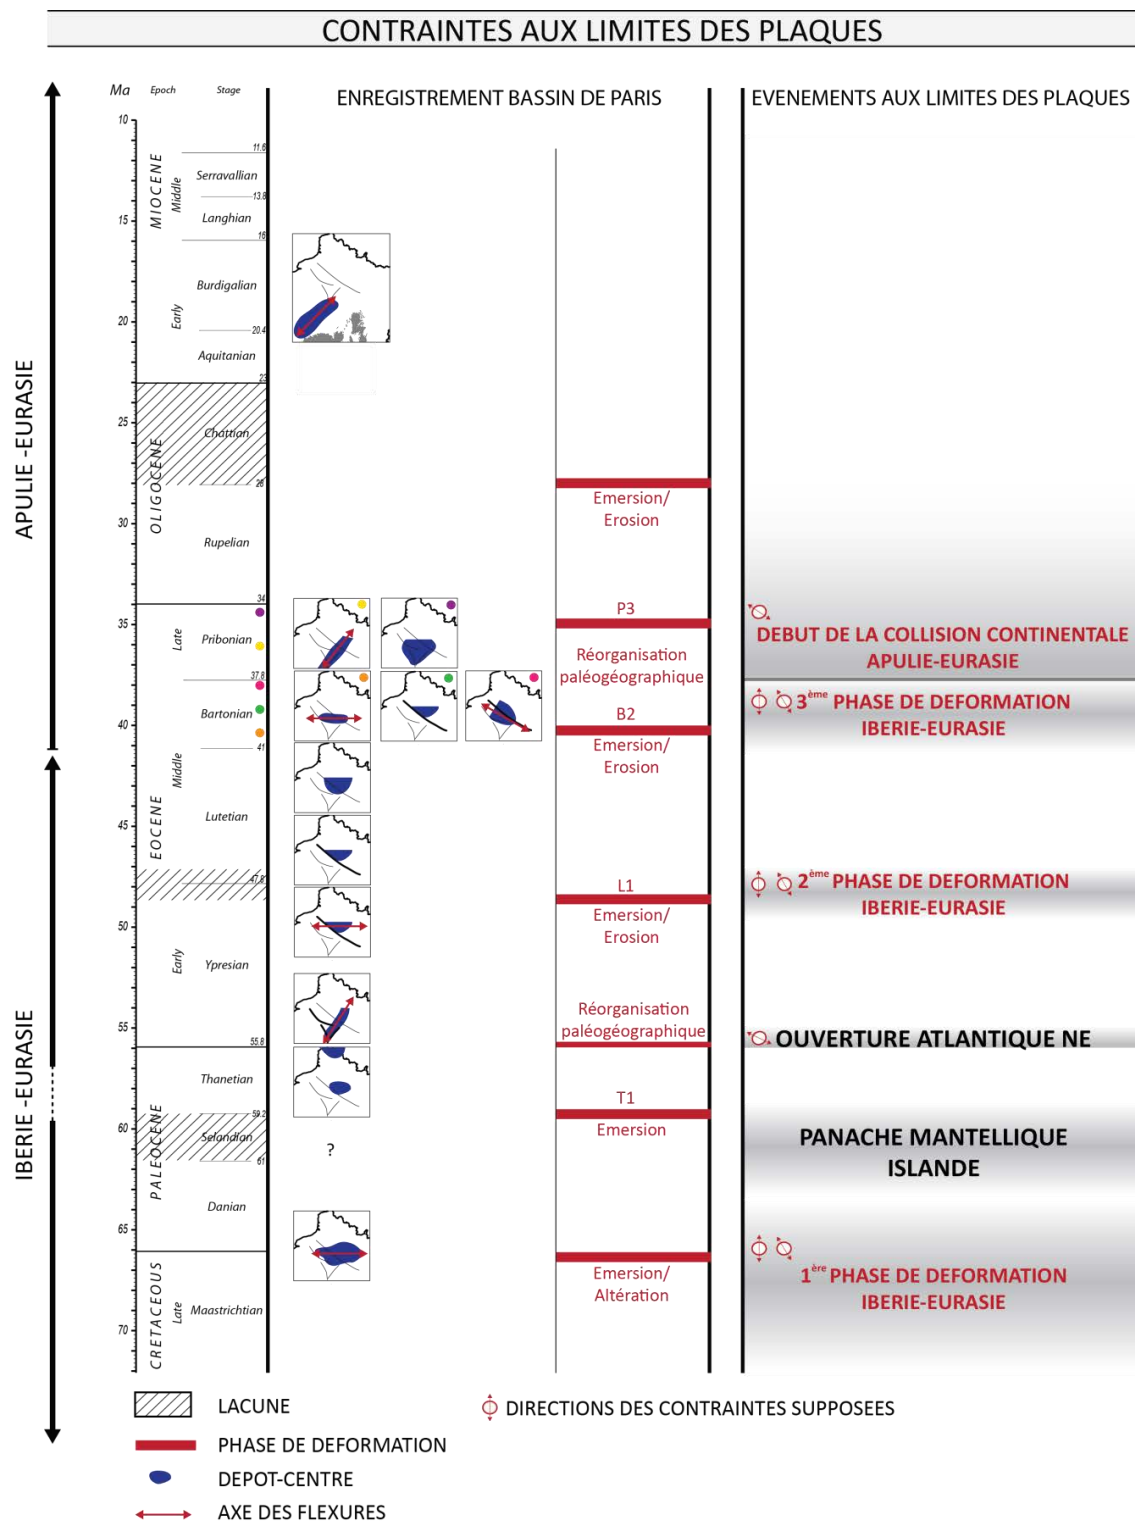 CONTRAINTES AUX LIMITES DES PLAQUES
Ma
Epoch
Stage
ENREGISTREMENT BASSIN DE PARIS
EVENEMENTS AUX LIMITES DES PLAQUES
APULIE -EURASIE
IBERIE -EURASIE
10
15
20
25
30
35
40
45
50
55
60
65
70
MIOCENE
Middle
Early
OLIGOCENE
EOCENE
Late
Middle
Early
PALEOCENE
CRETACEOUS
Late
11.6
Serravallian
13.8
Langhian
16
Burdigalian
20.4
Aquitanian
23
Chattian
28
Rupelian
34
Pribonian
37.8
Bartonian
41
Lutetian
47.8
Ypresian
55.8
Thanetian
59.2
Selandian
61
Danian
Maastrichtian
?
Emersion/
Erosion
P3
Réorganisation
paléogéographique
B2
Emersion/
Erosion
L1
Emersion/
Erosion
Réorganisation
paléogéographique
T1
Emersion
Emersion/
Altération
DEBUT DE LA COLLISION CONTINENTALE
APULIE-EURASIE
3ème PHASE DE DEFORMATION
IBERIE-EURASIE
2ème PHASE DE DEFORMATION
IBERIE-EURASIE
OUVERTURE ATLANTIQUE NE
PANACHE MANTELLIQUE
ISLANDE
1ère PHASE DE DEFORMATION
IBERIE-EURASIE
LACUNE
DIRECTIONS DES CONTRAINTES SUPPOSEES
PHASE DE DEFORMATION
DEPOT-CENTRE
AXE DES FLEXURES